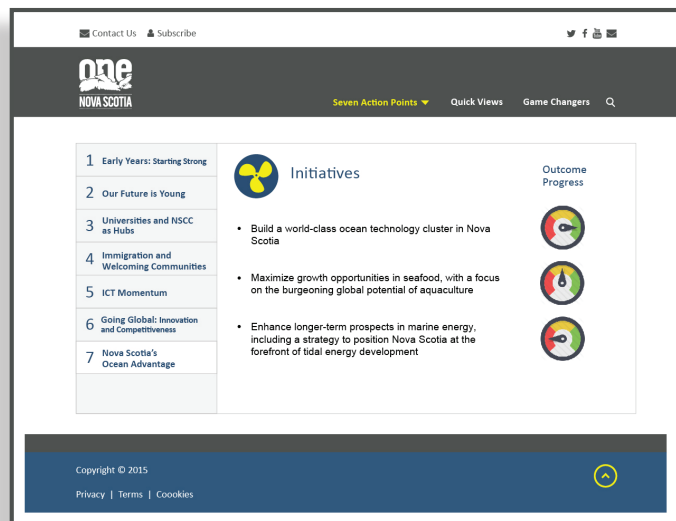 Contact Us Subscribe
one
NOVA SCOTIA
Seven Action Points Quick Views Game Changers
1 Early Years: Starting Strong
2 Our Future is Young
3 Universities and NSCC
as Hubs
4 Immigration and
Welcoming Communities
5 ICT Momentum
6 Going Global: Innovation
and Competitiveness
7 Nova Scotia's
Ocean Advantage
Initiatives
Outcome
Progress
• Build a world-class ocean technology cluster in Nova
Scotia
• Maximize growth opportunities in seafood, with a focus
on the burgeoning global potential of aquaculture
• Enhance longer-term prospects in marine energy,
including a strategy to position Nova Scotia at the
forefront of tidal energy development
Copyright © 2015
Privacy | Terms | Coookies